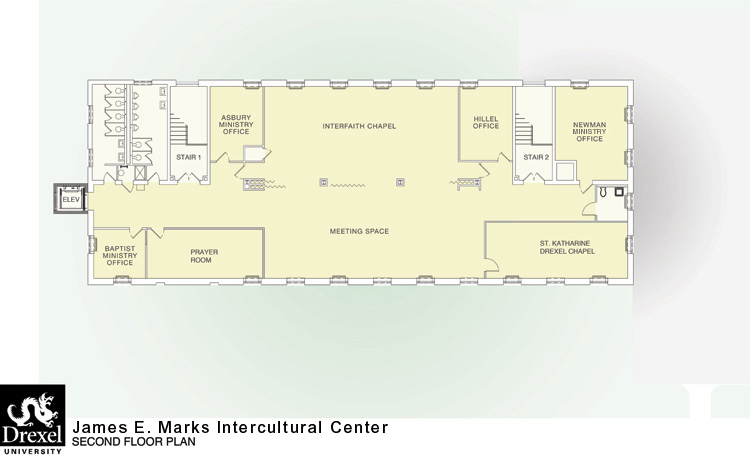 ASBURY
MINISTRY
OFFICE
INTERFAITH CHAPEL
HILLEL
OFFICE
NEWMAN
MINISTRY
OFFICE
STAIR 1
STAIR 2
ELEV
MEETING SPACE
BAPTIST
MINISTRY
OFFICE
PRAYER
ROOM
ST. KATHARINE
DREXEL CHAPEL
Drexel
UNIVERSITY
James E. Marks Intercultural Center
SECOND FLOOR PLAN